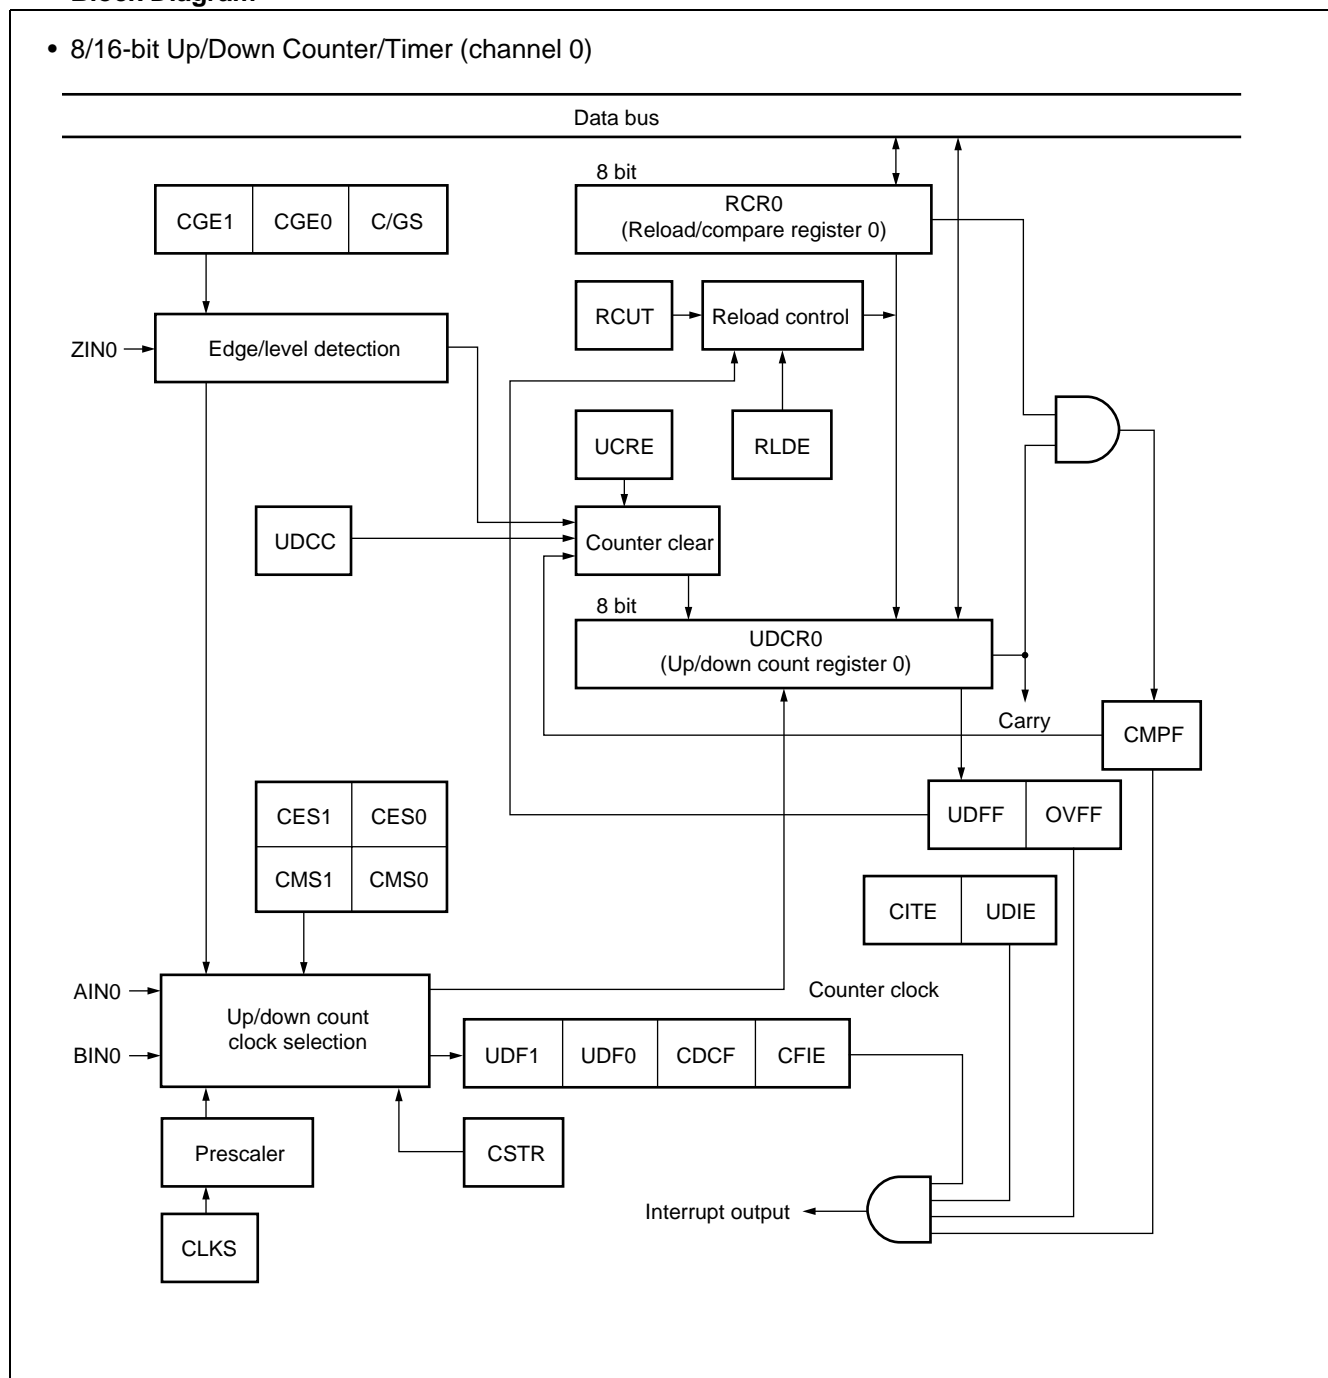 Block Diagram
• 8/16-bit Up/Down Counter/Timer (channel 0)
Data bus
8 bit
CGE1 CGE0 C/GS
RCR0
(Reload/compare register 0)
RCUT
Reload control
ZIN0
Edge/level detection
UCRE
RLDE
UDCC
Counter clear
8 bit
UDCR0
(Up/down count register 0)
Carry
CMPF
CES1 CES0
UDFF OVFF
CMS1 CMS0
CITE UDIE
AIN0
Counter clock
Up/down count
clock selection
BIN0
UDF1 UDF0 CDCF CFIE
Prescaler
CSTR
Interrupt output
CLKS